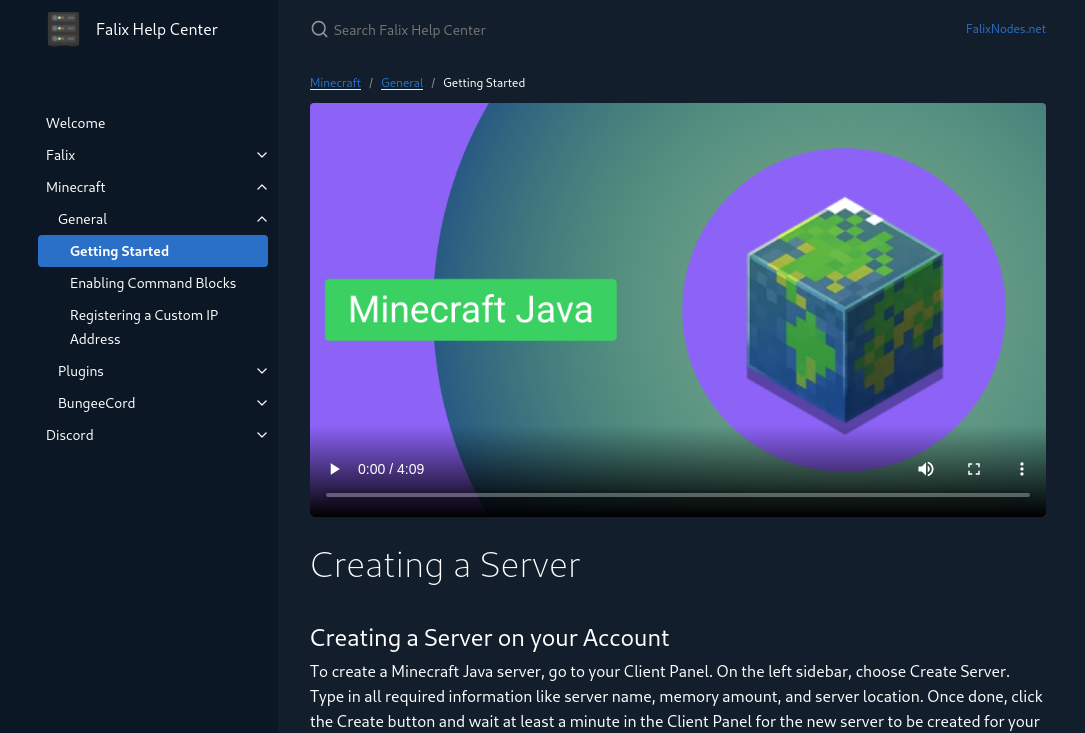 Falix Help Center
Search Falix Help Center
FalixNodes.net
Welcome
Falix
Minecraft
General
Getting Started
Enabling Command Blocks
Registering a Custom IP
Address
Plugins
BungeeCord
Discord
Minecraft / General / Getting Started
Minecraft Java
0:00 / 4:09
Creating a Server
Creating a Server on your Account
To create a Minecraft Java server, go to your Client Panel. On the left sidebar, choose Create Server.
Type in all required information like server name, memory amount, and server location. Once done, click
the Create button and wait at least a minute in the Client Panel for the new server to be created for your